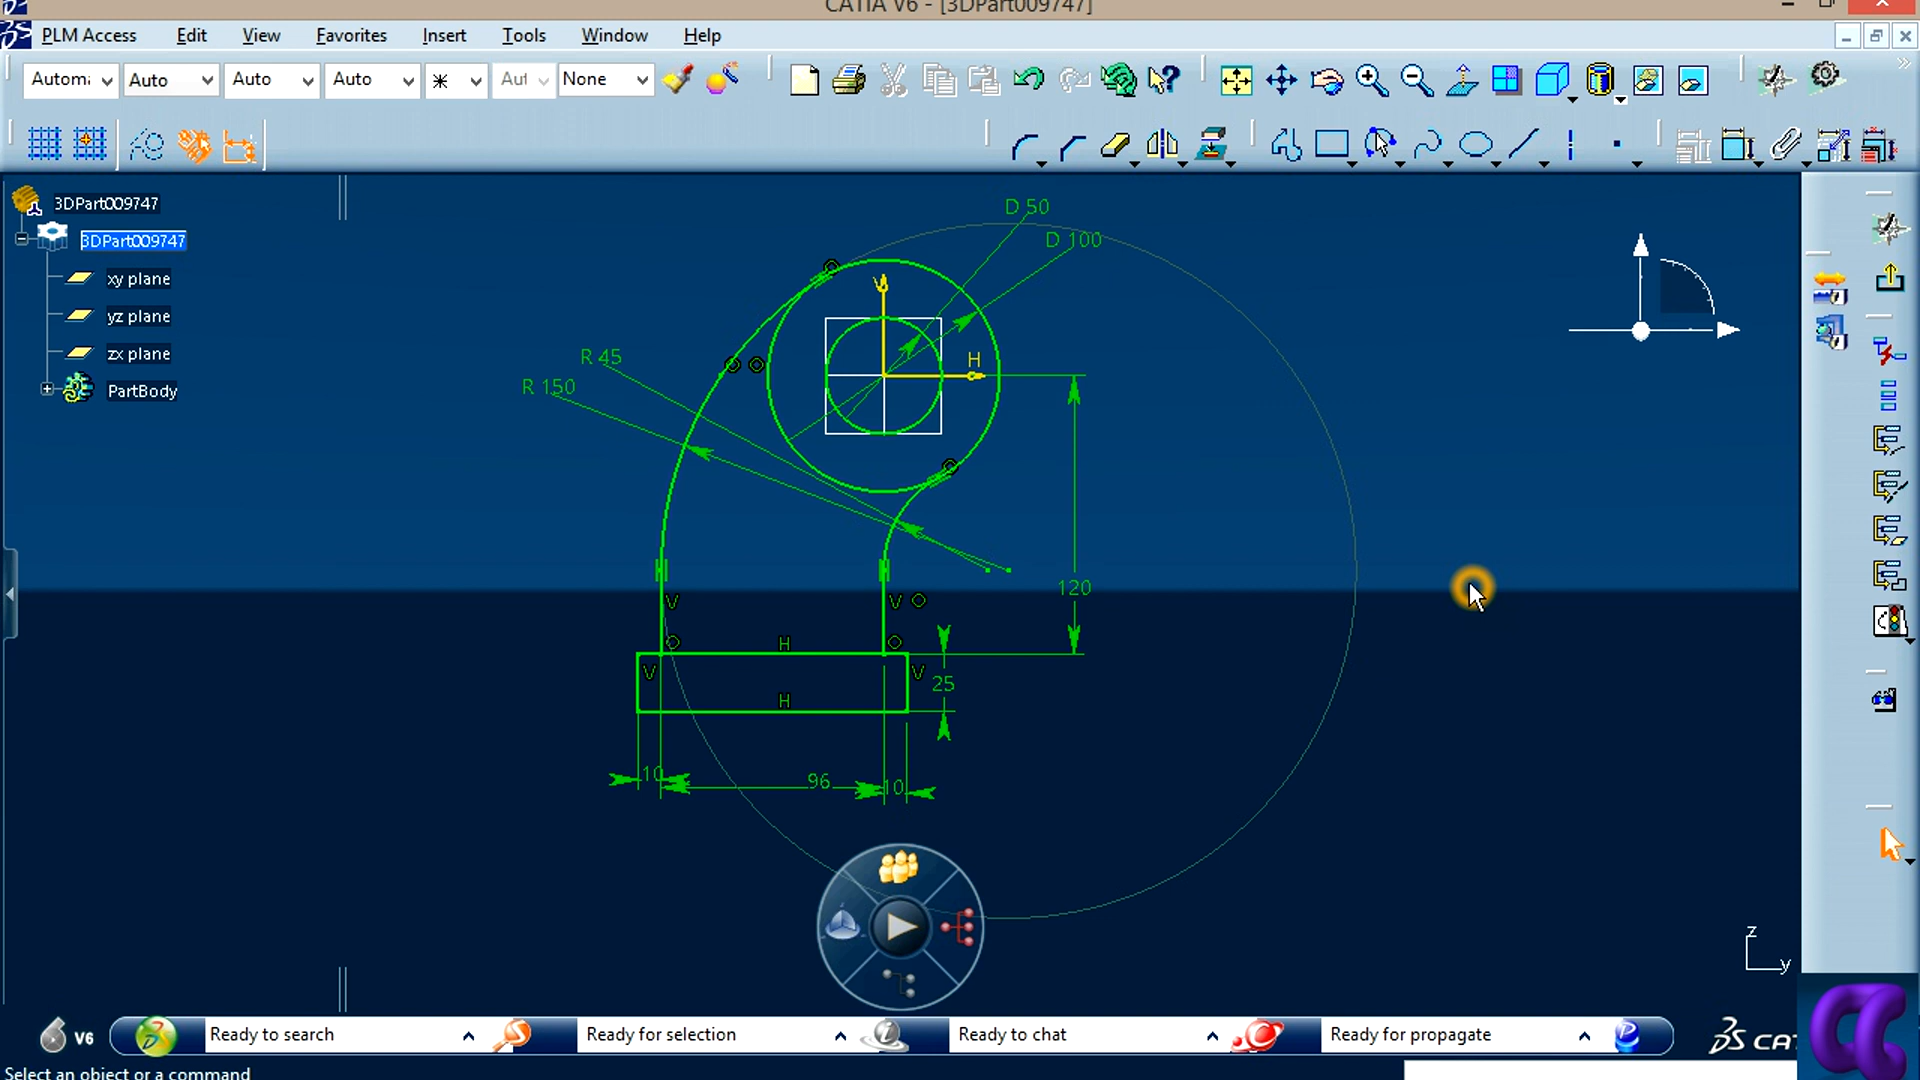 CATIA V6 - [3DPart009747]
PLM Access Edit View Favorites Insert Tools Window Help
Auto Auto Auto None
3DPart009747
3DPart009747
xy plane
yz plane
zx plane
PartBody
D 50
D 100
V
H
R 45
R 150
120
V
V
H
V
V
25
H
10
96
10
z
y
V6
Ready to search
Ready for selection
Ready to chat
Ready for propagate
Select an object or a command